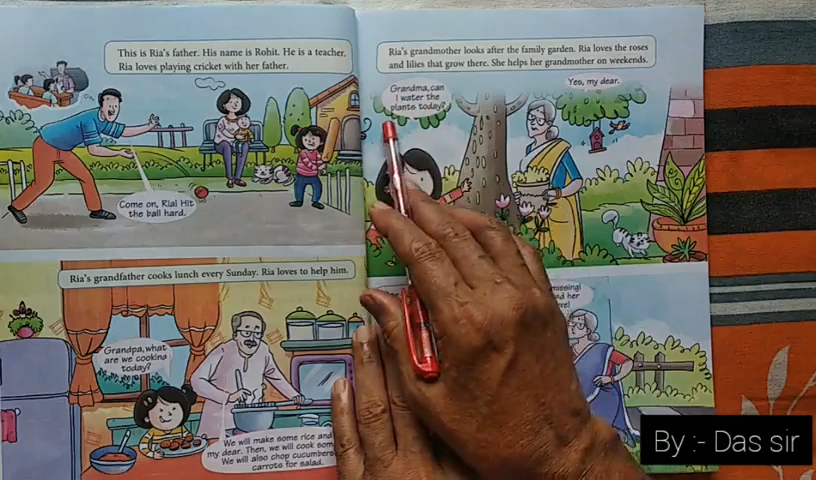 This is Ria's father. His name is Rohit. He is a teacher.
Ria loves playing cricket with her father.
Come on, Ria! Hit
the ball hard.
Ria's grandfather cooks lunch every Sunday. Ria loves to help him.
Grandpa, what
are we cooking
today?
We will make some rice and
my dear. Then, we will cook som
We will also chop cucumbers
carrots for salad.
Ria's grandmother looks after the family garden. Ria loves the roses
and lilies that grow there. She helps her grandmother on weekends.
Grandma, can
I water the
plants today?
Yes, my dear.
missing!
her
By :- Das sir